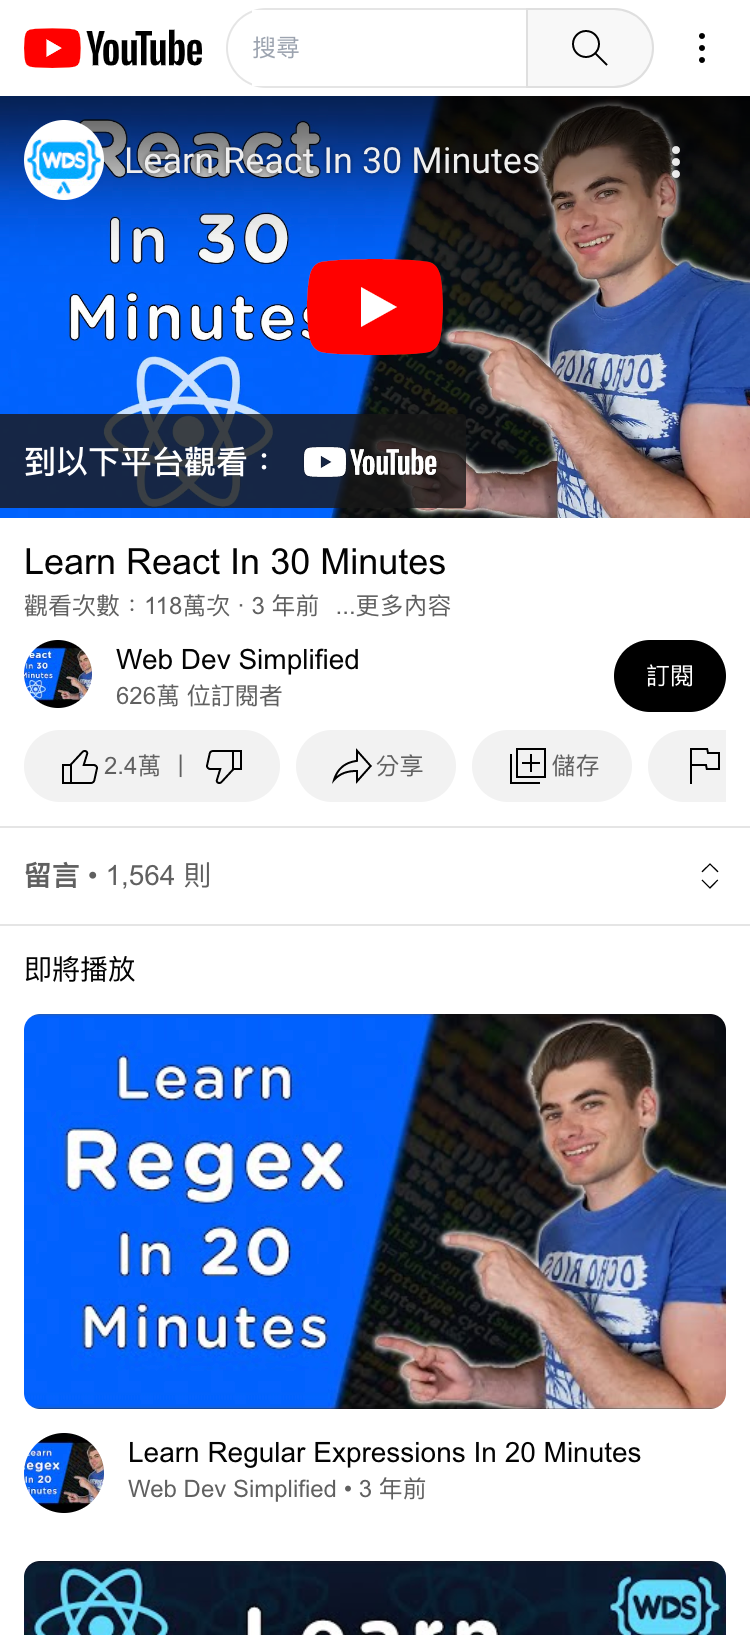 YouTube
搜尋
React
WDS
Learn React In 30 Minutes
In 30
Minutes
到以下平台觀看：
YouTube
Learn React In 30 Minutes
觀看次數：118萬次 · 3 年前 ...更多內容
Web Dev Simplified
626萬 位訂閱者
訂閱
2.4萬 | 分享 儲存
留言 • 1,564 則
即將播放
Learn
Regex
In 20
Minutes
Learn Regular Expressions In 20 Minutes
Web Dev Simplified • 3 年前
Learn
WDS